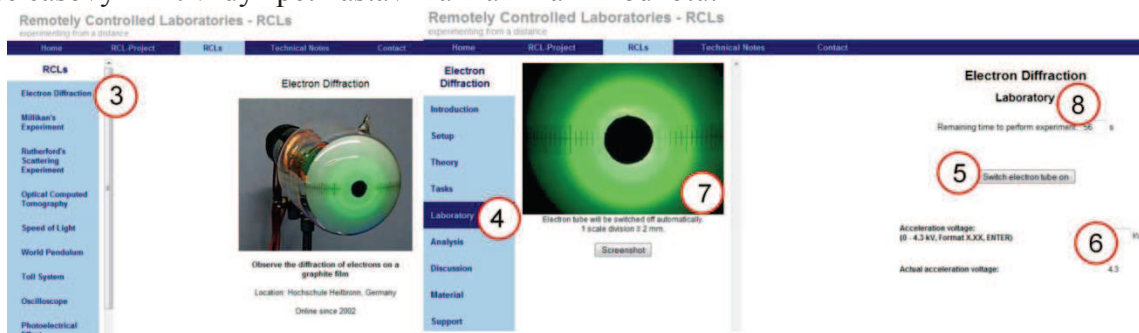 Remotely Controlled Laboratories - RCLs
experimenting from a distance
Home RCL-Project RCLs Technical Notes Contact
RCLs
Electron Diffraction
3
Millikan's
Experiment
Rutherford's
Scattering
Experiment
Optical Computed
Tomography
Speed of Light
World Pendulum
Toll System
Oscilloscope
Photoelectrical
Electron Diffraction
Observe the diffraction of electrons on a
graphite film
Location: Hochschule Heilbronn, Germany
Online since 2002
Remotely Controlled Laboratories - RCLs
experimenting from a distance
Home RCL-Project RCLs Technical Notes Contact
Electron
Diffraction
Introduction
Setup
Theory
Tasks
Laboratory
4
Analysis
Discussion
Material
Support
7
Electron tube will be switched off automatically.
1 scale division = 2 mm.
Screenshot
Electron Diffraction
Laboratory
8
Remaining time to perform experiment: 56 s
5
Switch electron tube on
Acceleration voltage:
(0 - 4.3 kV, Format X.XX, ENTER)
6
Actual acceleration voltage: 4.3